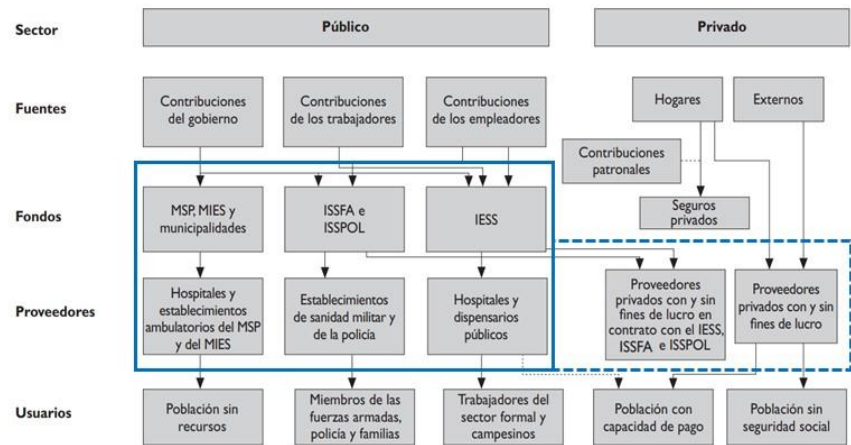 Sector
Público
Privado
Fuentes
Contribuciones
del gobierno
Contribuciones
de los trabajadores
Contribuciones
de los empleadores
Hogares
Externos
Contribuciones
patronales
Fondos
MSP, MIES y
municipalidades
ISSFA e
ISSPOL
IESS
Seguros
privados
Proveedores
Hospitales y
establecimientos
ambulatorios del MSP
y del MIES
Establecimientos
de sanidad militar y
de la policía
Hospitales y
dispensarios
públicos
Proveedores
privados con y sin
fines de lucro en
contrato con el IESS,
ISSFA e ISSPOL
Proveedores
privados con y sin
fines de lucro
Usuarios
Población sin
recursos
Miembros de las
fuerzas armadas,
policía y familias
Trabajadores del
sector formal y
campesinos
Población con
capacidad de pago
Población sin
seguridad social